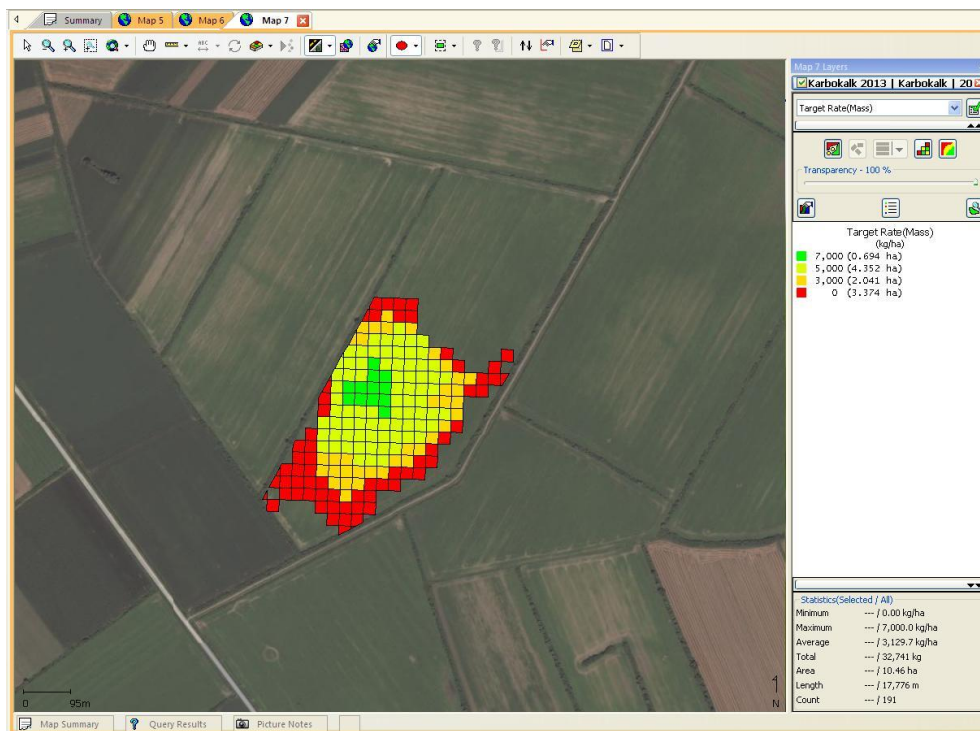 Summary Map 5 Map 6 Map 7
ABC
Map 7 Layers
Karbokalk 2013 | Karbokalk | 20
Target Rate(Mass)
Transparency - 100 %
Target Rate(Mass)
(kg/ha)
7,000 (0.694 ha)
5,000 (4.352 ha)
3,000 (2.041 ha)
0 (3.374 ha)
Statistics(Selected / All)
Minimum --- / 0.00 kg/ha
Maximum --- / 7,000.0 kg/ha
Average --- / 3,129.7 kg/ha
Total --- / 32,741 kg
Area --- / 10.46 ha
Length --- / 17,776 m
Count --- / 191
0 95m
N
Map Summary Query Results Picture Notes